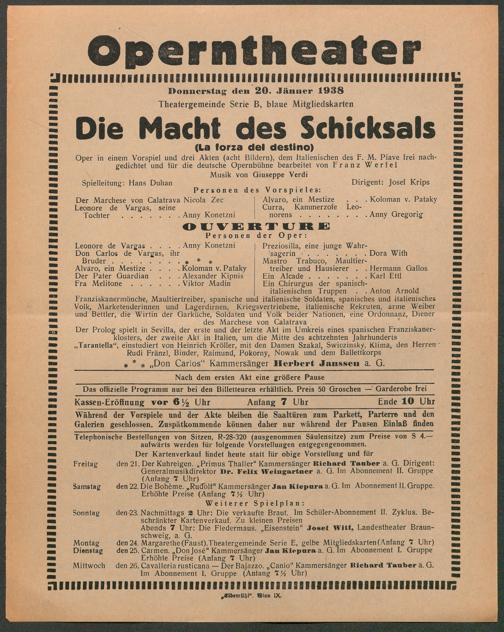 Operntheater
Donnerstag den 20. Jänner 1938
Theatergemeinde Serie B, blaue Mitgliedskarten
Die Macht des Schicksals
(La forza del destino)
Oper in einem Vorspiel und drei Akten (acht Bildern), dem Italienischen des F. M. Piave frei nach-
gedichtet und für die deutsche Opernbühne bearbeitet von Franz Werfel
Musik von Giuseppe Verdi
Spielleitung: Hans Duhan Dirigent: Josef Krips
Personen des Vorspieles:
Der Marchese von Calatrava Nicola Zec
Leonore de Vargas, seine
Tochter . . . . . . . Anny Konetzni
Alvaro, ein Mestize . . . . Koloman v. Pataky
Curra, Kammerzofe Leo-
norens . . . . . . . . Anny Gregorig
OUVERTURE
Personen der Oper:
Leonore de Vargas . . . . Anny Konetzni
Don Carlos de Vargas, ihr
Bruder . . . . . . . * * *
Alvaro, ein Mestize . . . . Koloman v. Pataky
Der Pater Guardian . . . . Alexander Kipnis
Fra Melitone . . . . . . Viktor Madin
Preziosilla, eine junge Wahr-
sagerin . . . . . . . . Dora With
Mastro Trabuco, Maultier-
treiber und Hausierer . . Hermann Gallos
Ein Alcade . . . . . . . Karl Ettl
Ein Chirurgus der spanisch-
italienischen Truppen . . Anton Arnold
Franziskanermönche, Maultiertreiber, spanische und italienische Soldaten, spanisches und italienisches
Volk, Marketenderinnen und Lagerdirnen, Kriegsvertriebene, italienische Rekruten, arme Weiber
und Bettler, die Wirtin der Garküche, Soldaten und Volk beider Nationen, eine Ordonnanz, Diener
des Marchese von Calatrava
Der Prolog spielt in Sevilla, der erste und der letzte Akt im Umkreis eines spanischen Franziskaner-
klosters, der zweite Akt in Italien, um die Mitte des achtzehnten Jahrhunderts
„Tarantella“, einstudiert von Heinrich Kröller, mit den Damen Szakal, Switozinsky, Klima, den Herren
Rudi Fränzl, Binder, Raimund, Pokorny, Nowak und dem Ballettkorps
* * * „Don Carlos“ Kammersänger Herbert Janssen a. G.
Nach dem ersten Akt eine größere Pause
Das offizielle Programm nur bei den Billetteuren erhältlich. Preis 50 Groschen — Garderobe frei
Kassen-Eröffnung vor 6½ Uhr Anfang 7 Uhr Ende 10 Uhr
Während der Vorspiele und der Akte bleiben die Saaltüren zum Parkett, Parterre und den
Galerien geschlossen. Zuspätkommende können daher nur während der Pausen Einlaß finden
Telephonische Bestellungen von Sitzen, R-28-320 (ausgenommen Säulensitze) zum Preise von S 4.—
aufwärts werden für folgende Vorstellungen entgegengenommen.
Der Kartenverkauf findet heute statt für obige Vorstellung und für
Freitag den 21. Der Kuhreigen. „Primus Thaller“ Kammersänger Richard Tauber a. G. Dirigent:
Generalmusikdirektor Dr. Felix Weingartner a. G. Im Abonnement II. Gruppe
(Anfang 7 Uhr)
Samstag den 22. Die Bohème. „Rudolf“ Kammersänger Jan Kiepura a. G. Im Abonnement II. Gruppe.
Erhöhte Preise (Anfang 7½ Uhr)
Weiterer Spielplan:
Sonntag den 23. Nachmittags 2 Uhr: Die verkaufte Braut. Im Schüler-Abonnement II. Zyklus. Be-
schränkter Kartenverkauf. Zu kleinen Preisen
Abends 7 Uhr: Die Fledermaus. „Eisenstein“ Josef Witt, Landestheater Braun-
schweig, a. G.
Montag den 24. Margarethe (Faust). Theatergemeinde Serie E, gelbe Mitgliedskarten (Anfang 7 Uhr)
Dienstag den 25. Carmen. „Don José“ Kammersänger Jan Kiepura a. G. Im Abonnement I. Gruppe
Erhöhte Preise (Anfang 7 Uhr)
Mittwoch den 26. Cavalleria rusticana — Der Bajazzo. „Canio“ Kammersänger Richard Tauber a. G.
Im Abonnement I. Gruppe (Anfang 7½ Uhr)
„Elbemühl“, Wien IX.